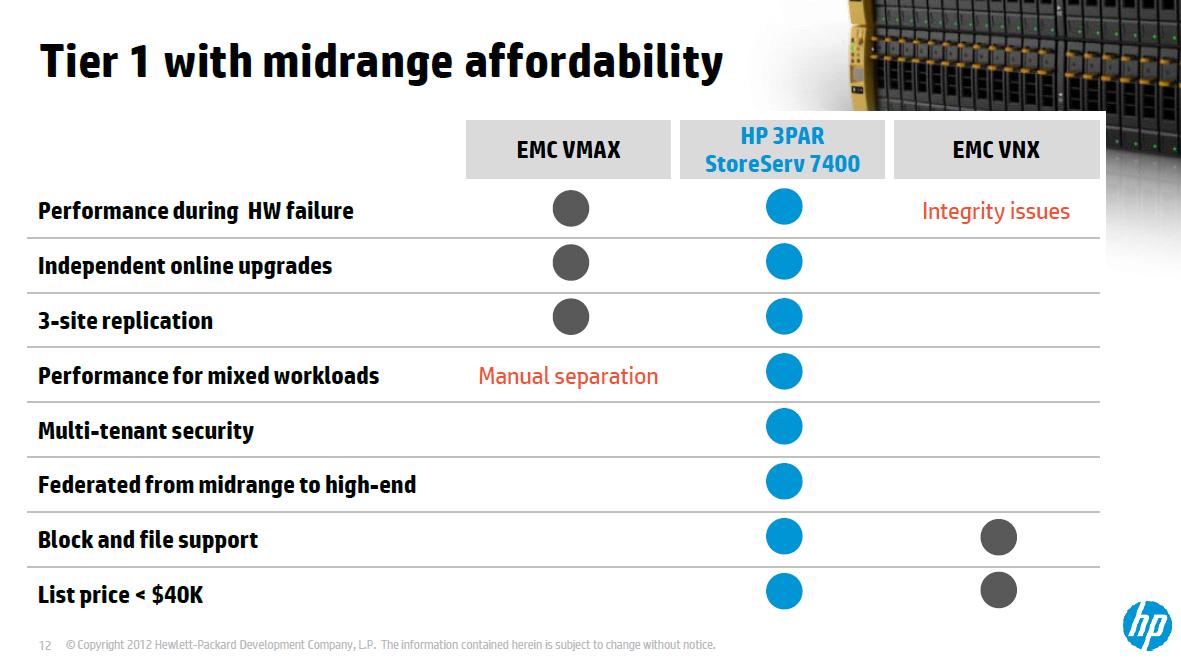 Tier 1 with midrange affordability
EMC VMAX
HP 3PAR
StoreServ 7400
EMC VNX
Performance during  HW failure
Integrity issues
Independent online upgrades
3-site replication
Performance for mixed workloads
Manual separation
Multi-tenant security
Federated from midrange to high-end
Block and file support
List price < $40K
12 © Copyright 2012 Hewlett-Packard Development Company, L.P.  The information contained herein is subject to change without notice.
hp